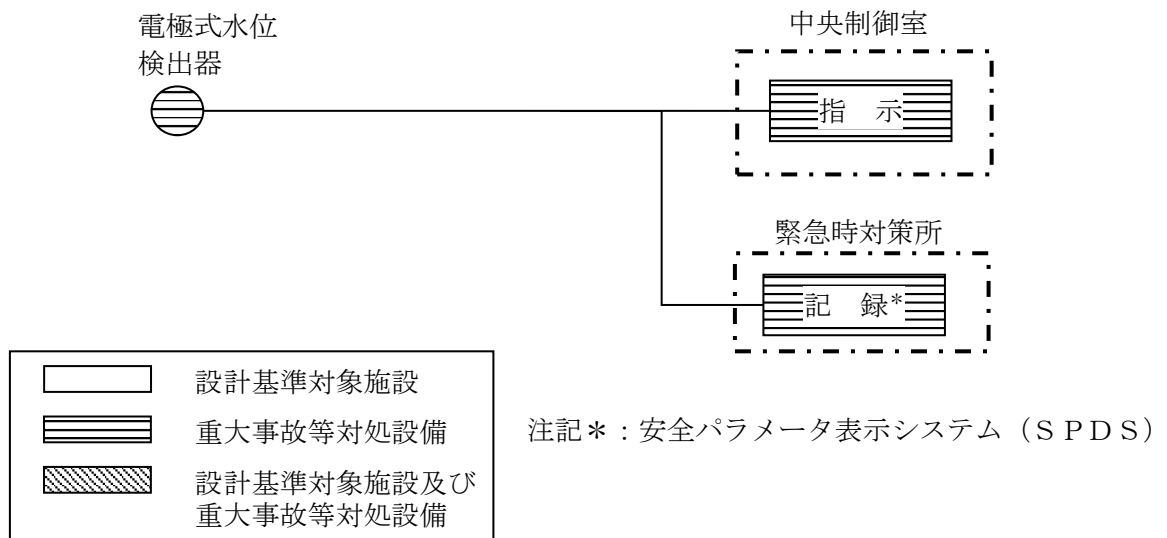 電極式水位
検出器
中央制御室
指　示
緊急時対策所
記　録*
設計基準対象施設
重大事故等対処設備
設計基準対象施設及び
重大事故等対処設備
注記＊：安全パラメータ表示システム（ＳＰＤＳ）